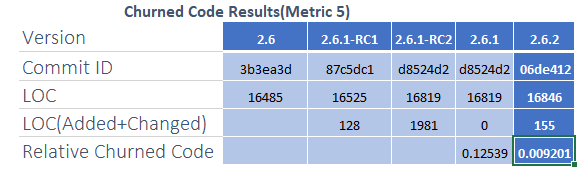 Churned Code Results(Metric 5)
Version 2.6 2.6.1-RC1 2.6.1-RC2 2.6.1 2.6.2
Commit ID 3b3ea3d 87c5dc1 d8524d2 d8524d2 06de412
LOC 16485 16525 16819 16819 16846
LOC(Added+Changed) 128 1981 0 155
Relative Churned Code 0.12539 0.009201